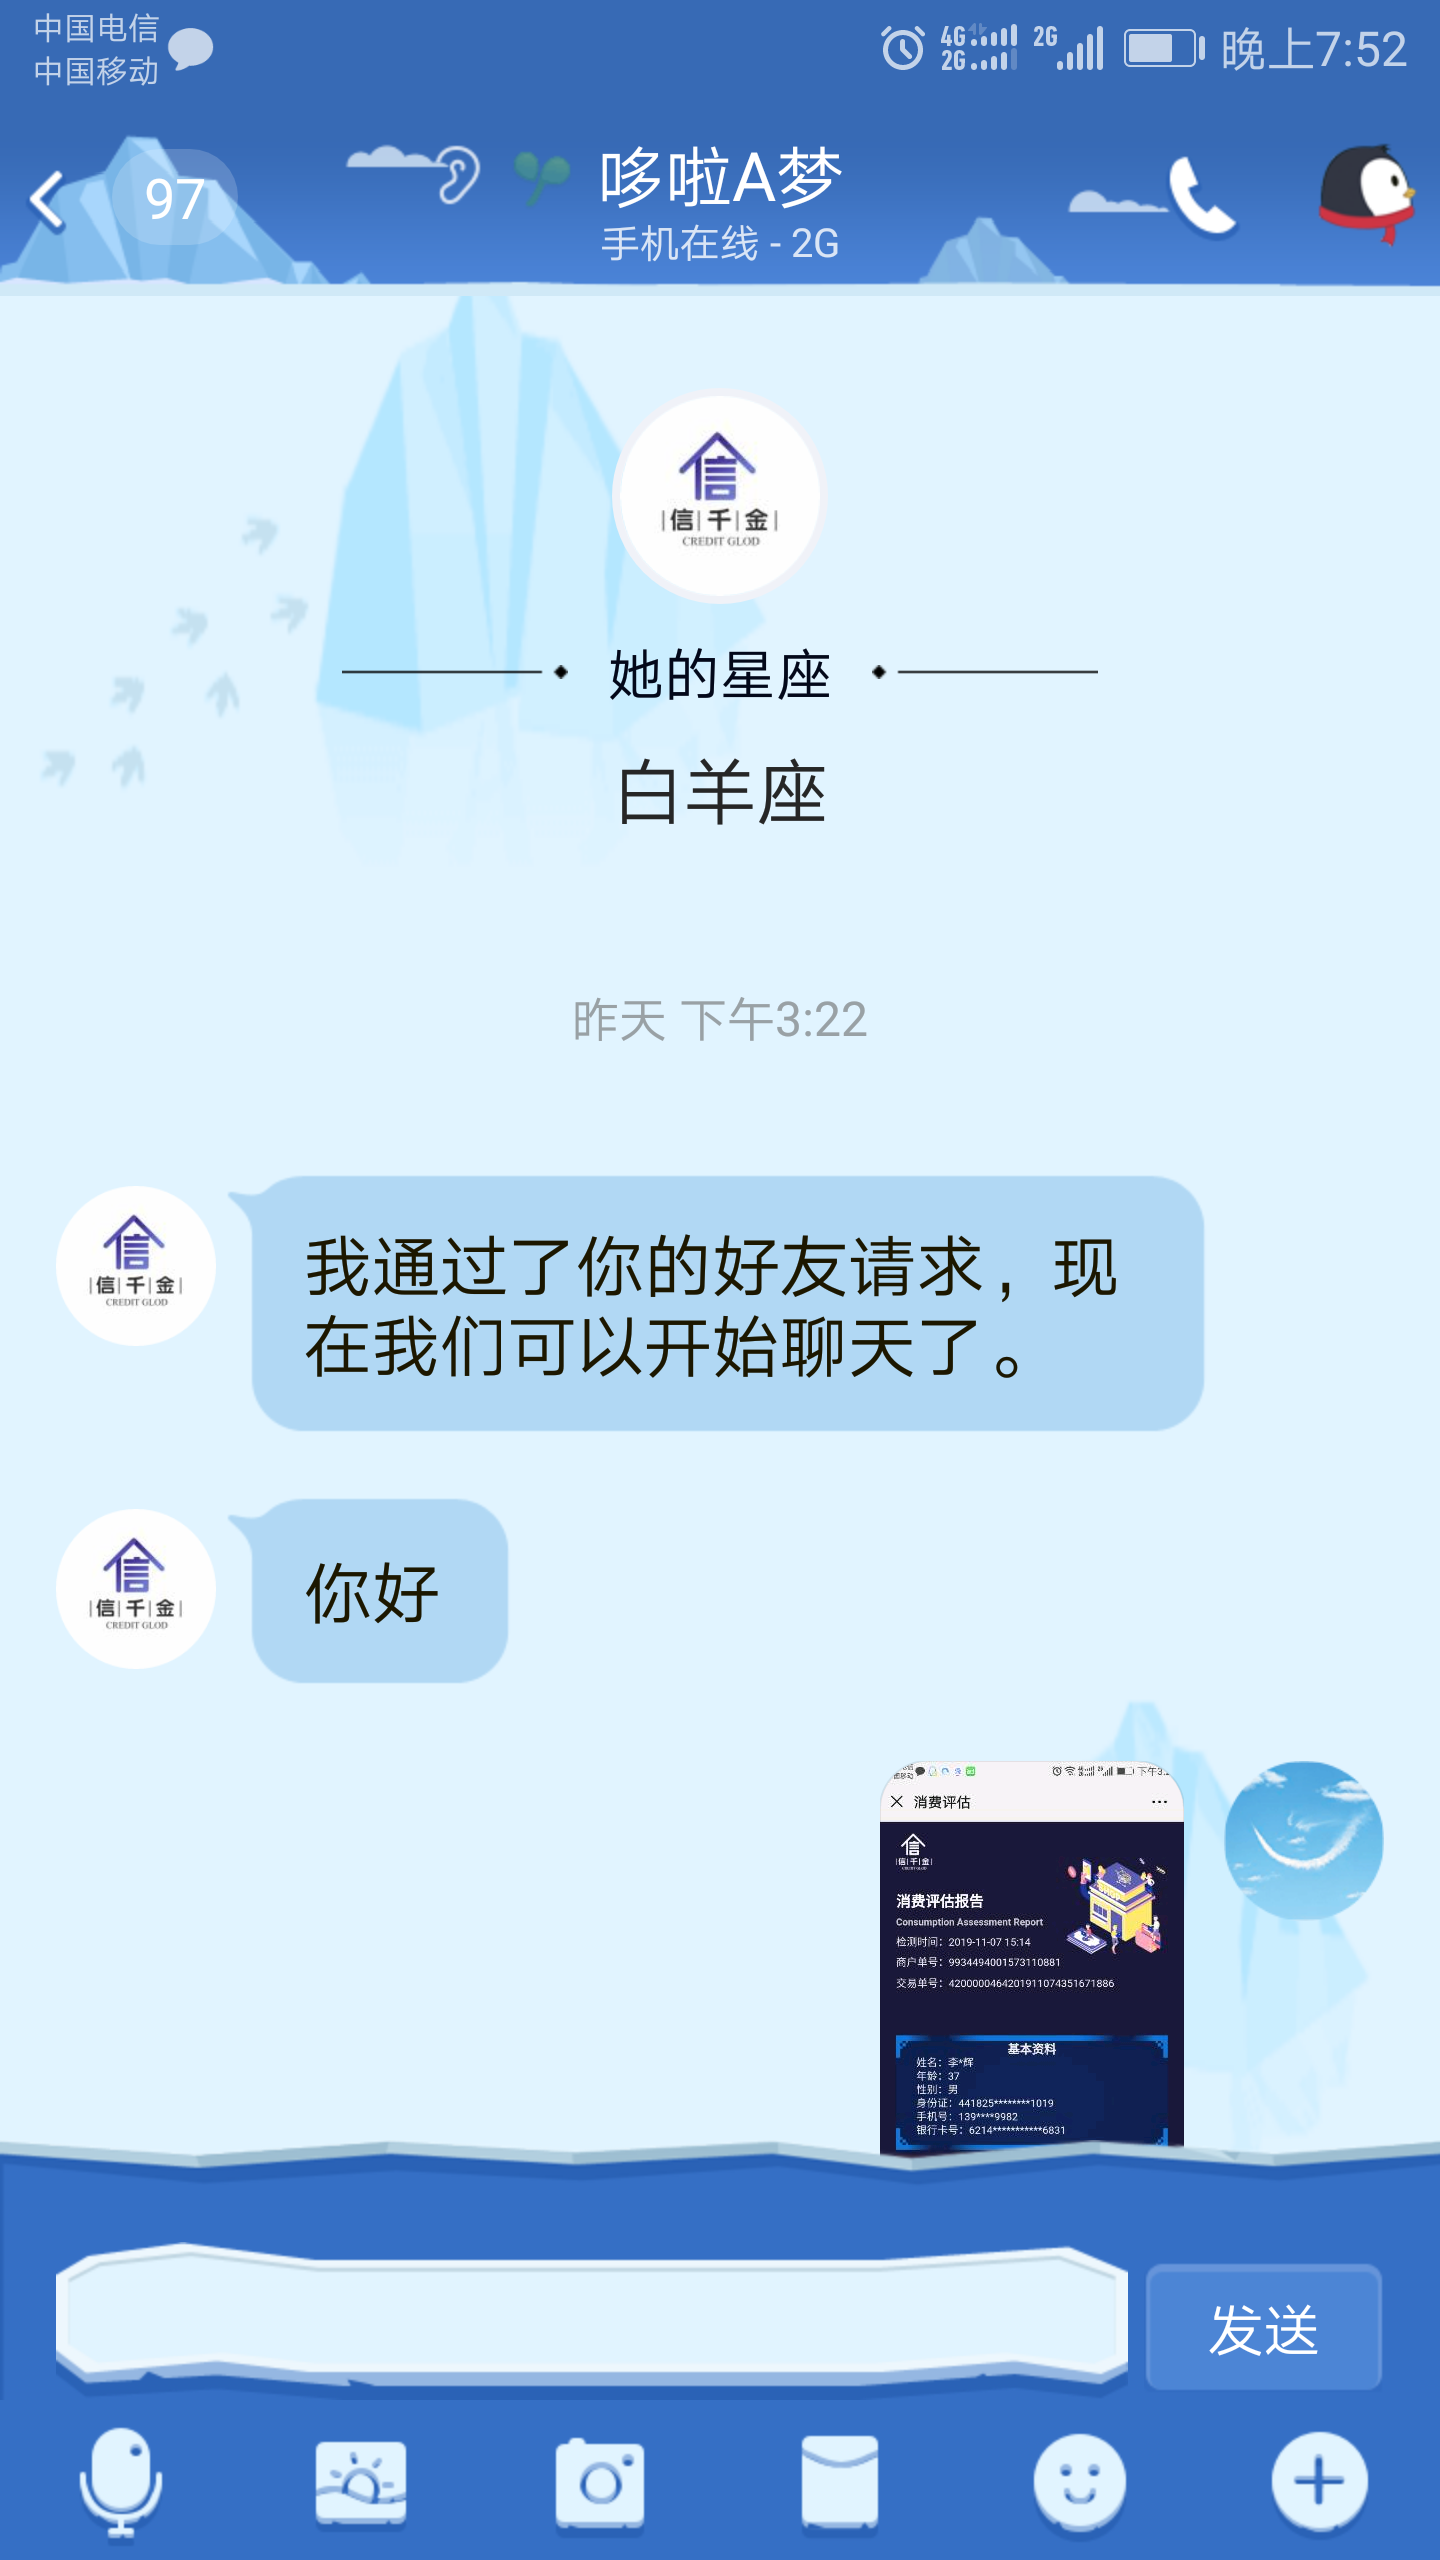 中国电信
中国移动
4G
2G
2G
晚上7:52
97
哆啦A梦
手机在线 - 2G
信
信千金
CREDIT GLOD
她的星座
白羊座
昨天 下午3:22
信
信千金
CREDIT GLOD
我通过了你的好友请求，现
在我们可以开始聊天了。
信
信千金
CREDIT GLOD
你好
消费评估
信千金
消费评估报告
Consumption Assessment Report
检测时间：2019-11-07 15:14
商户单号：9934494001573110881
交易单号：4200000464201911074351671886
基本资料
姓名：李*辉
年龄：37
性别：男
身份证：441825********1019
手机号：139****9982
银行卡号：6214***********6831
发送